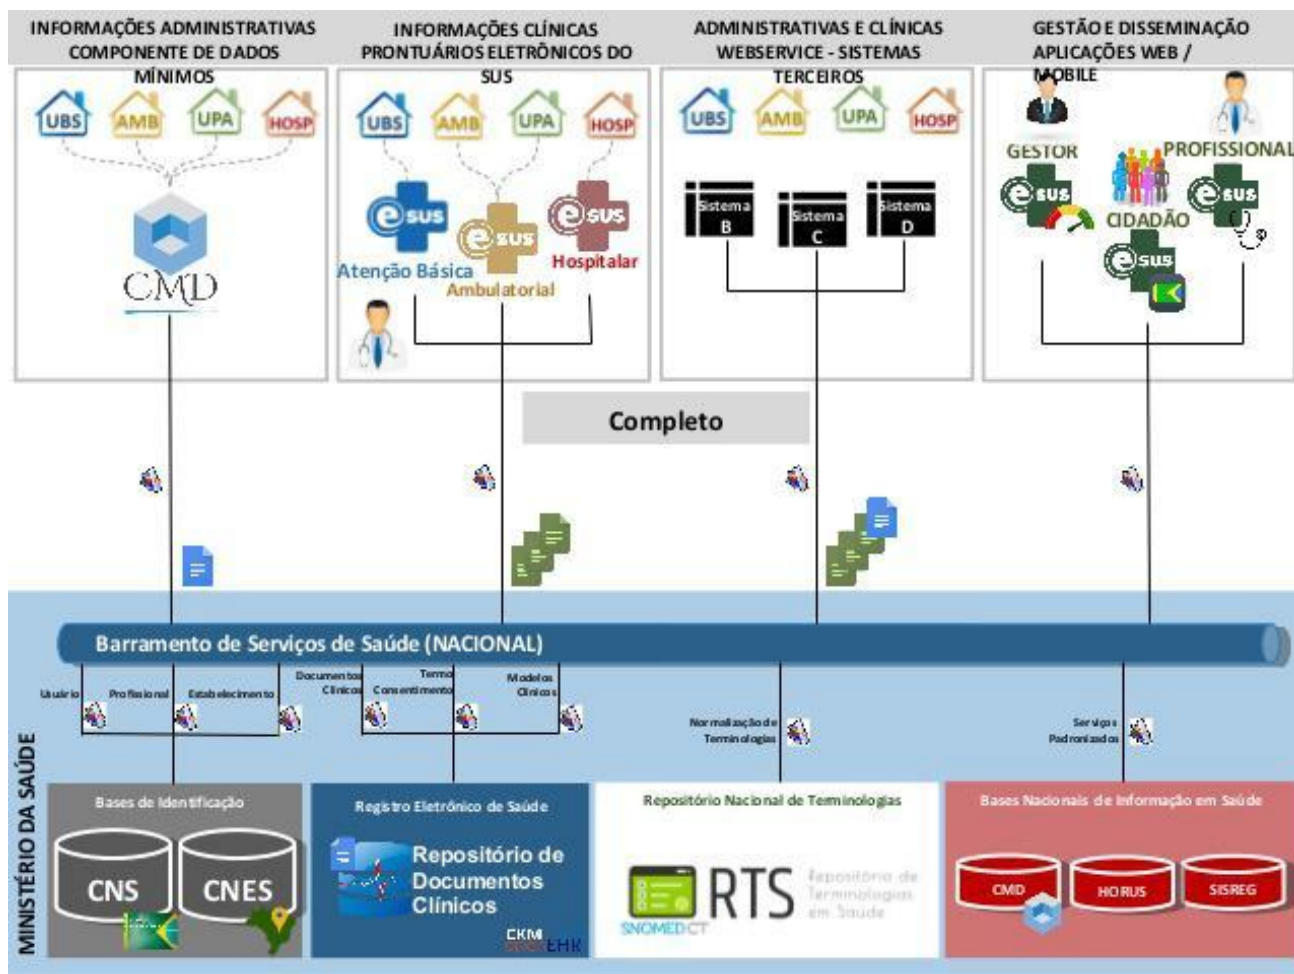 INFORMAÇÕES ADMINISTRATIVAS
COMPONENTE DE DADOS
MÍNIMOS
INFORMAÇÕES CLÍNICAS
PRONTUÁRIOS ELETRÔNICOS DO
SUS
ADMINISTRATIVAS E CLÍNICAS
WEBSERVICE - SISTEMAS
TERCEIROS
GESTÃO E DISSEMINAÇÃO
APLICAÇÕES WEB /
MOBILE
UBS
AMB
UPA
HOSP
UBS
AMB
UPA
HOSP
UBS
AMB
UPA
HOSP
GESTOR
PROFISSIONAL
CIDADÃO
e sus
e sus
e sus
CMD
e sus
e sus
e sus
Atenção Básica
Ambulatorial
Hospitalar
Sistema
B
Sistema
C
Sistema
D
Completo
Barramento de Serviços de Saúde (NACIONAL)
Usuário
Profissional
Estabelecimento
Documentos
Clínicos
Termo
Consentimento
Modelos
Clínicos
Normalização de
Terminologias
Serviços
Padronizados
MINISTÉRIO DA SAÚDE
Bases de Identificação
CNS
CNES
Registro Eletrônico de Saúde
Repositório de
Documentos
Clínicos
CKM
EHR
Repositório Nacional de Terminologias
RTS
Repositório de
Terminologias
em Saúde
SNOMED CT
Bases Nacionais de Informação em Saúde
CMD
HORUS
SISREG